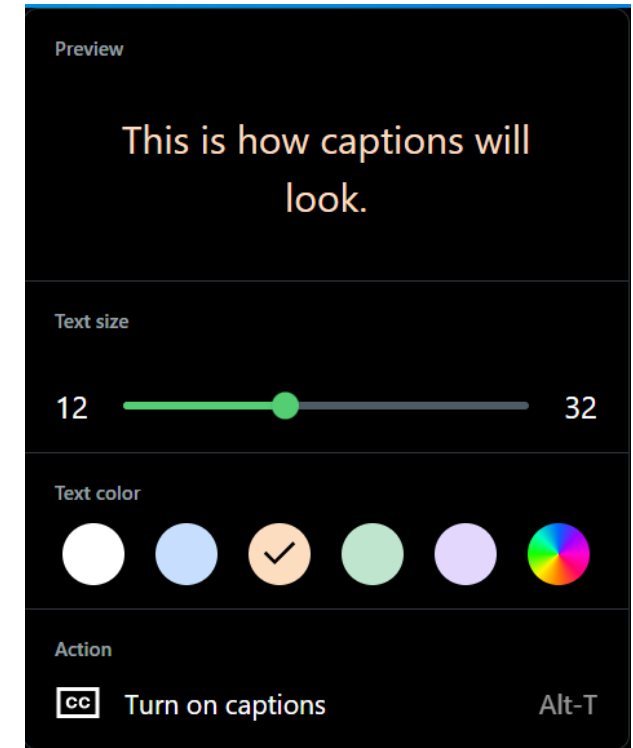 Preview
This is how captions will
look.
Text size
12 32
Text color
Action
CC Turn on captions Alt-T